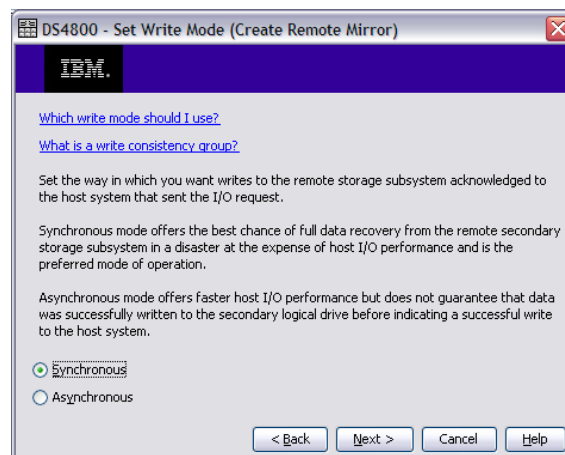 DS4800 - Set Write Mode (Create Remote Mirror)
IBM.
Which write mode should I use?
What is a write consistency group?
Set the way in which you want writes to the remote storage subsystem acknowledged to
the host system that sent the I/O request.
Synchronous mode offers the best chance of full data recovery from the remote secondary
storage subsystem in a disaster at the expense of host I/O performance and is the
preferred mode of operation.
Asynchronous mode offers faster host I/O performance but does not guarantee that data
was successfully written to the secondary logical drive before indicating a successful write
to the host system.
Synchronous
Asynchronous
< Back Next > Cancel Help